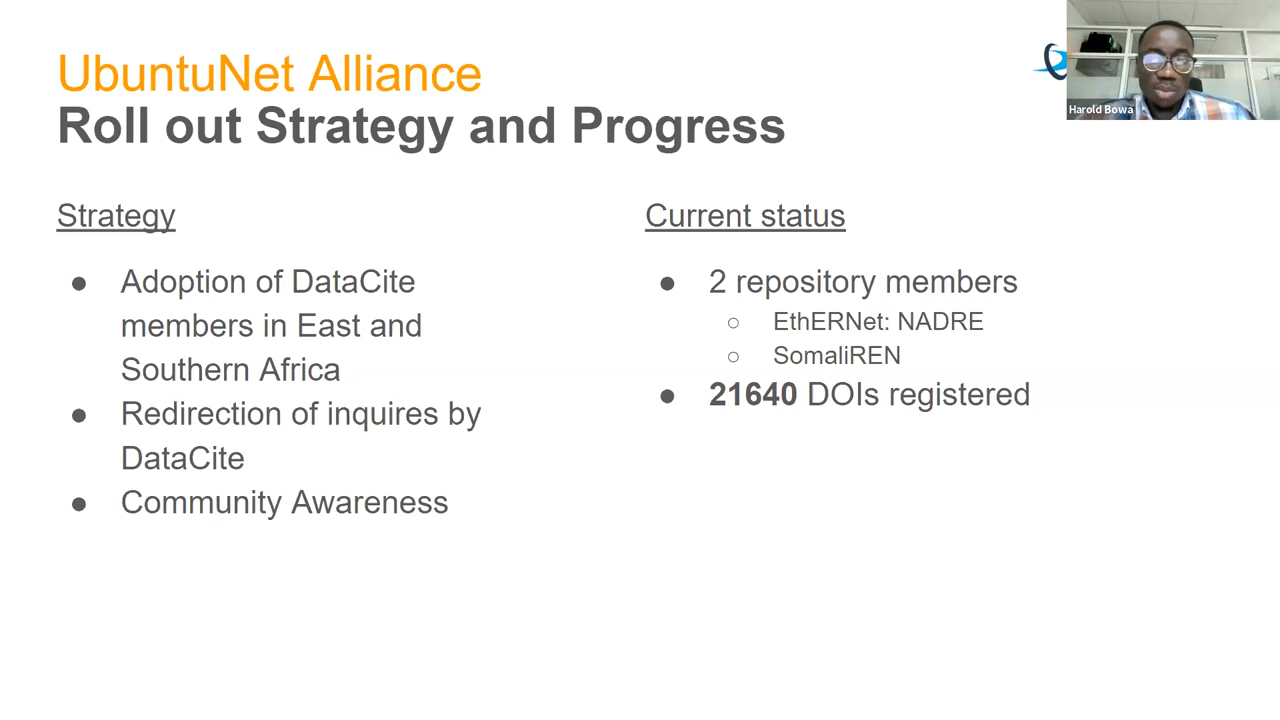 UbuntuNet Alliance
Roll out Strategy and Progress
Harold Bowa
Strategy
● Adoption of DataCite
members in East and
Southern Africa
● Redirection of inquires by
DataCite
● Community Awareness
Current status
● 2 repository members
○ EthERNet: NADRE
○ SomaliREN
● 21640 DOIs registered